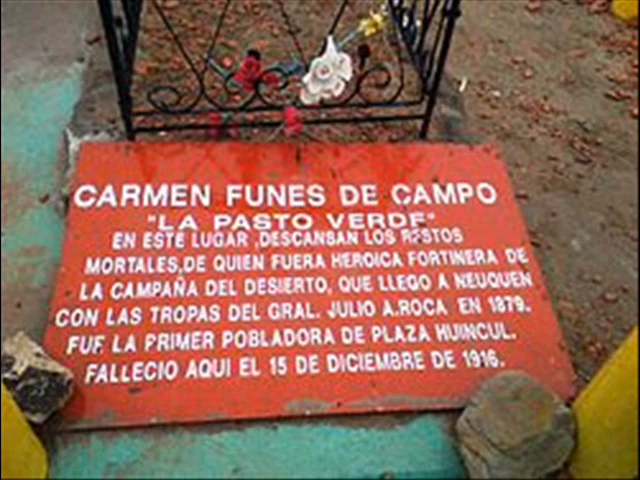 CARMEN FUNES DE CAMPO
"LA PASTO VERDE"
EN ESTE LUGAR ,DESCANSAN LOS RESTOS
MORTALES,DE QUIEN FUERA HEROICA FORTINERA DE
LA CAMPAÑA DEL DESIERTO, QUE LLEGO A NEUQUEN
CON LAS TROPAS DEL GRAL. JULIO A.ROCA EN 1879.
FUE LA PRIMER POBLADORA DE PLAZA HUINCUL.
FALLECIO AQUI EL 15 DE DICIEMBRE DE 1916.